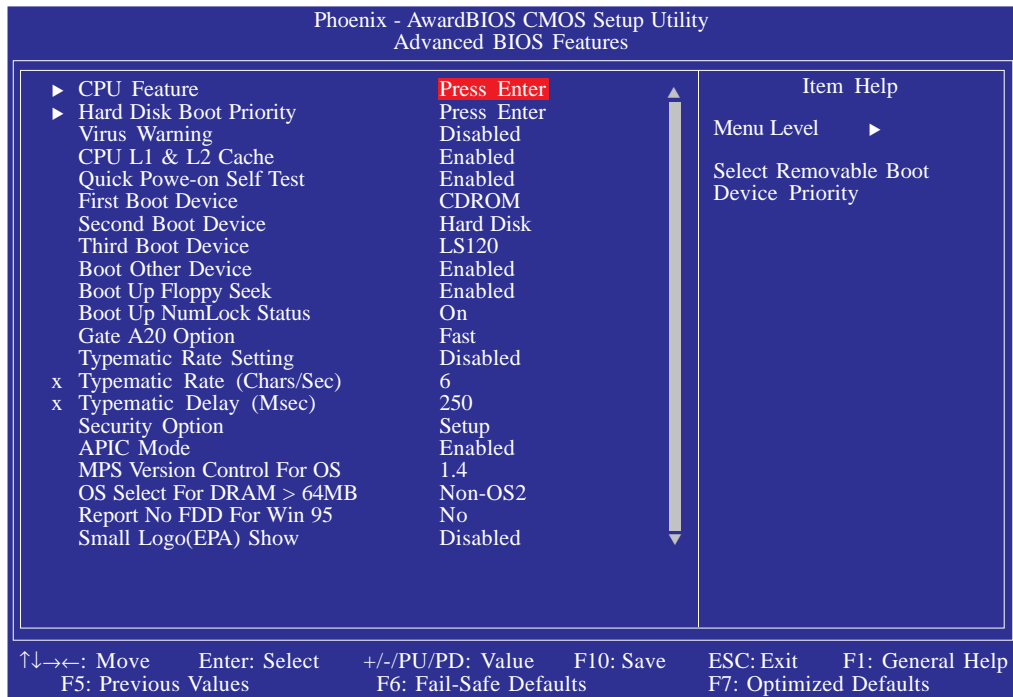 Phoenix - AwardBIOS CMOS Setup Utility
Advanced BIOS Features
► CPU Feature Press Enter
► Hard Disk Boot Priority Press Enter
Virus Warning Disabled
CPU L1 & L2 Cache Enabled
Quick Powe-on Self Test Enabled
First Boot Device CDROM
Second Boot Device Hard Disk
Third Boot Device LS120
Boot Other Device Enabled
Boot Up Floppy Seek Enabled
Boot Up NumLock Status On
Gate A20 Option Fast
Typematic Rate Setting Disabled
x Typematic Rate (Chars/Sec) 6
x Typematic Delay (Msec) 250
Security Option Setup
APIC Mode Enabled
MPS Version Control For OS 1.4
OS Select For DRAM > 64MB Non-OS2
Report No FDD For Win 95 No
Small Logo(EPA) Show Disabled
Item Help
Menu Level ►
Select Removable Boot
Device Priority
↑↓→←: Move Enter: Select +/-/PU/PD: Value F10: Save ESC: Exit F1: General Help
F5: Previous Values F6: Fail-Safe Defaults F7: Optimized Defaults